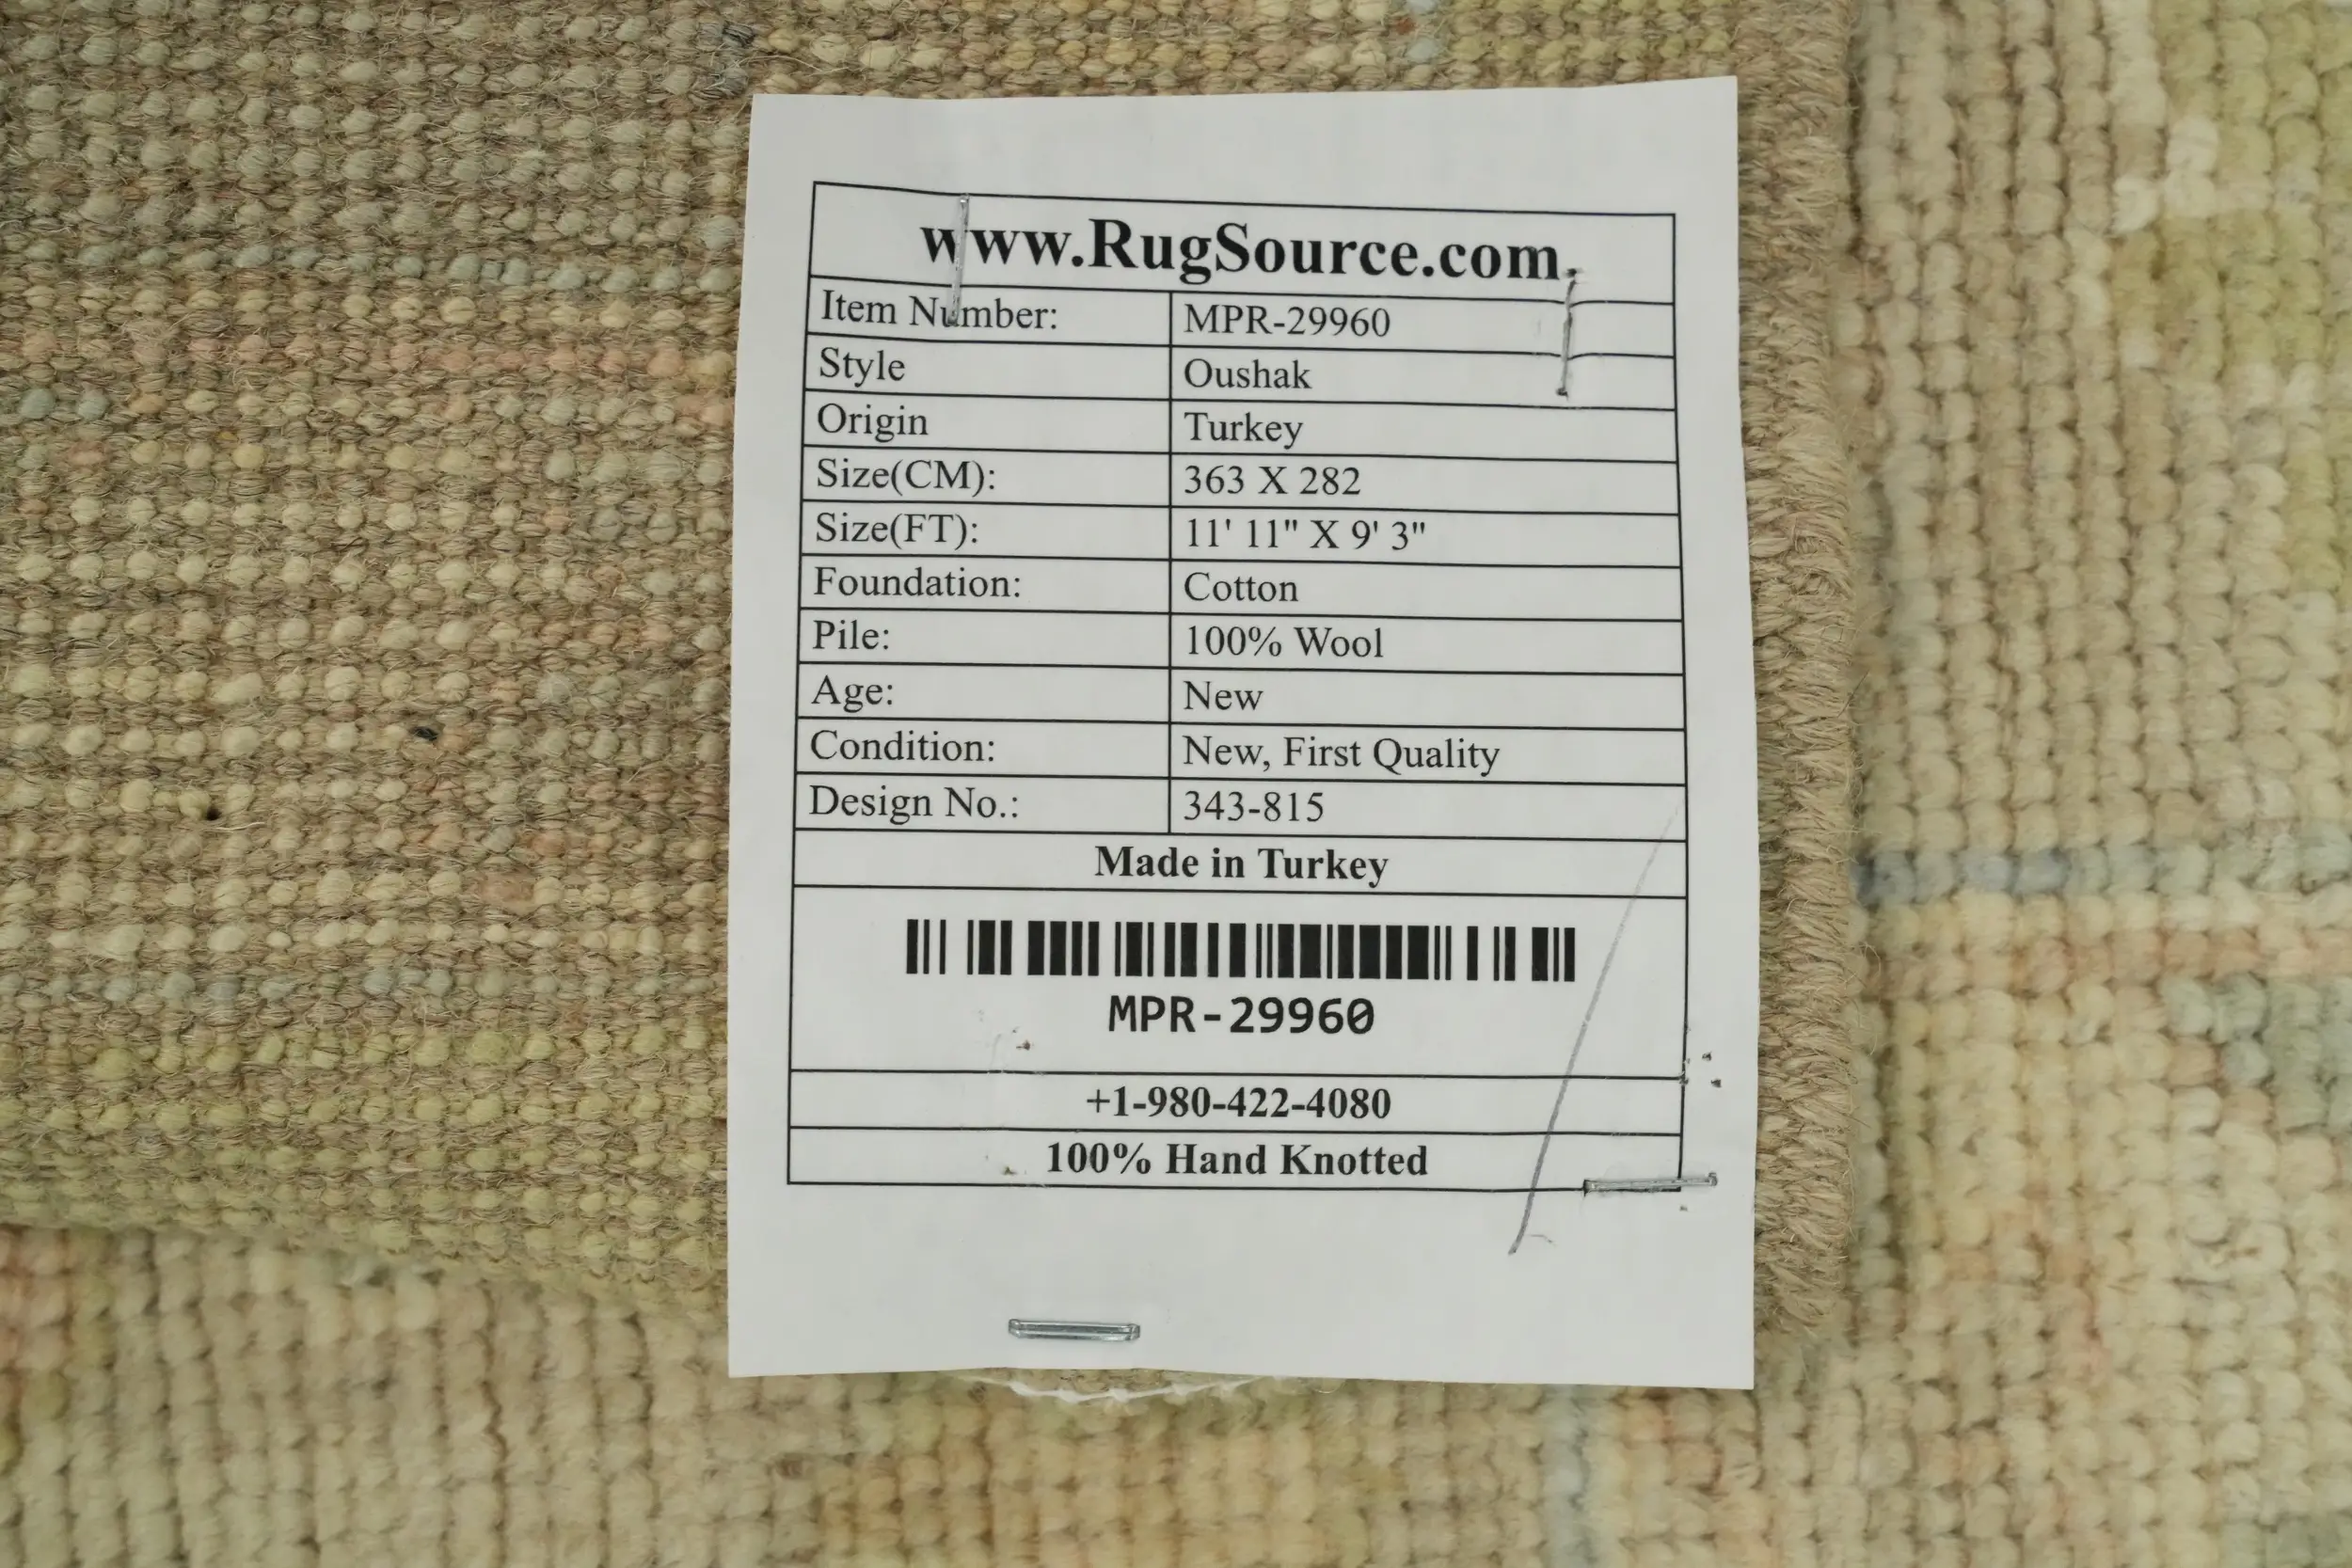 www.RugSource.com
Item Number: MPR-29960
Style Oushak
Origin Turkey
Size(CM): 363 X 282
Size(FT): 11' 11" X 9' 3"
Foundation: Cotton
Pile: 100% Wool
Age: New
Condition: New, First Quality
Design No.: 343-815
Made in Turkey
MPR-29960
+1-980-422-4080
100% Hand Knotted